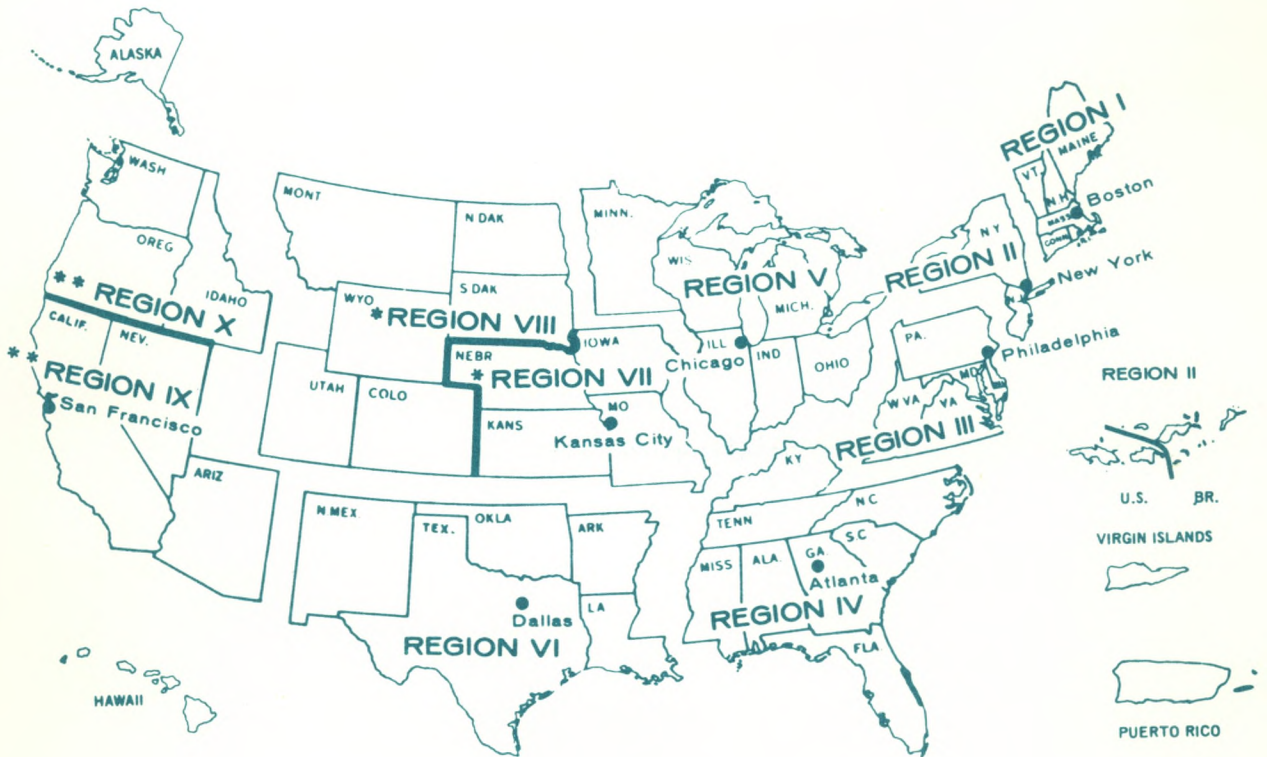 ALASKA
WASH
OREG
IDAHO
** REGION X
CALIF.
NEV.
** REGION IX
San Francisco
ARIZ
HAWAII
MONT
N DAK
S DAK
WYO
*REGION VIII
UTAH
COLO
NEBR
* REGION VII
IOWA
KANS
MO
Kansas City
N MEX.
TEX.
OKLA
ARK
LA
Dallas
REGION VI
MINN.
WIS
REGION V
MICH.
ILL
Chicago
IND
OHIO
KY
TENN
N C
S.C
MISS
ALA.
GA.
Atlanta
REGION IV
FLA
PA.
MD
W VA
VA
REGION III
Philadelphia
N.Y.
REGION II
New York
N.J.
REGION I
MAINE
VT.
N.H.
MASS
Boston
CONN
R.I.
REGION II
U.S. BR.
VIRGIN ISLANDS
PUERTO RICO